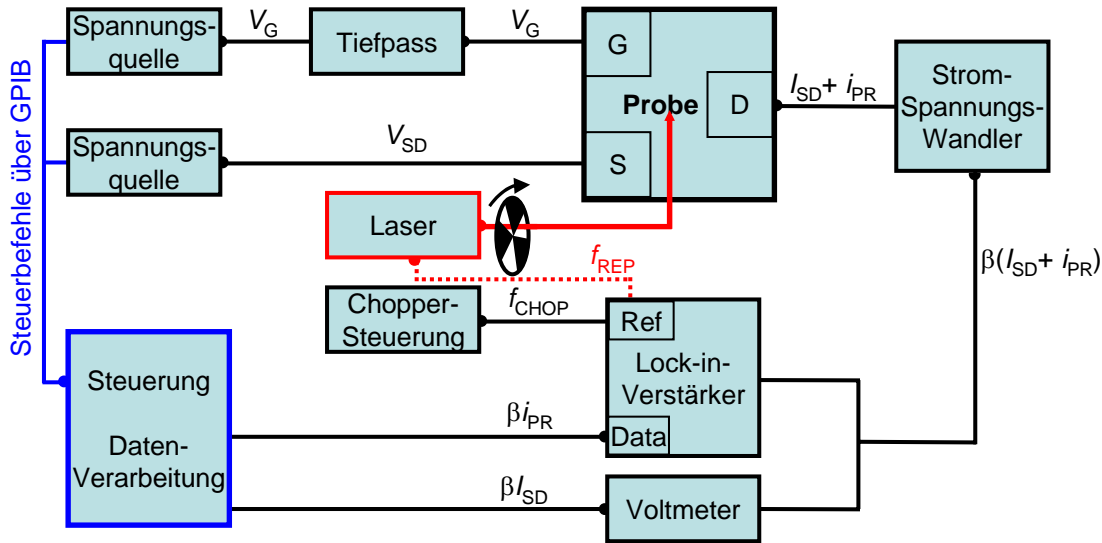 Spannungs-
quelle
V_G
Tiefpass
V_G
G
Probe
D
S
I_SD + i_PR
Strom-
Spannungs-
Wandler
Spannungs-
quelle
V_SD
Steuerbefehle über GPIB
Laser
f_REP
β(I_SD + i_PR)
Chopper-
Steuerung
f_CHOP
Ref
Lock-in-
Verstärker
Data
Steuerung
Daten-
Verarbeitung
βi_PR
βI_SD
Voltmeter